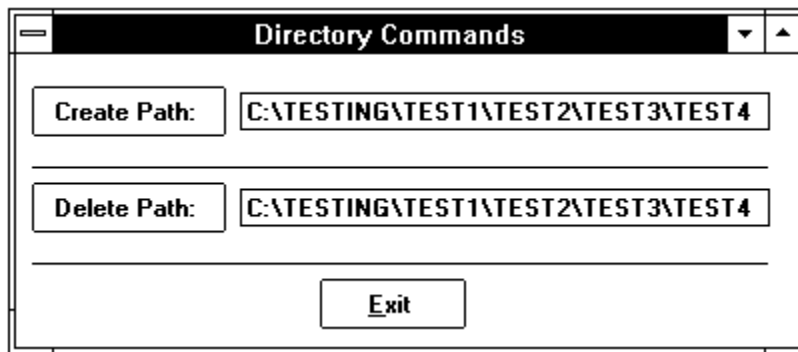 Directory Commands
Create Path: C:\TESTING\TEST1\TEST2\TEST3\TEST4
Delete Path: C:\TESTING\TEST1\TEST2\TEST3\TEST4
Exit